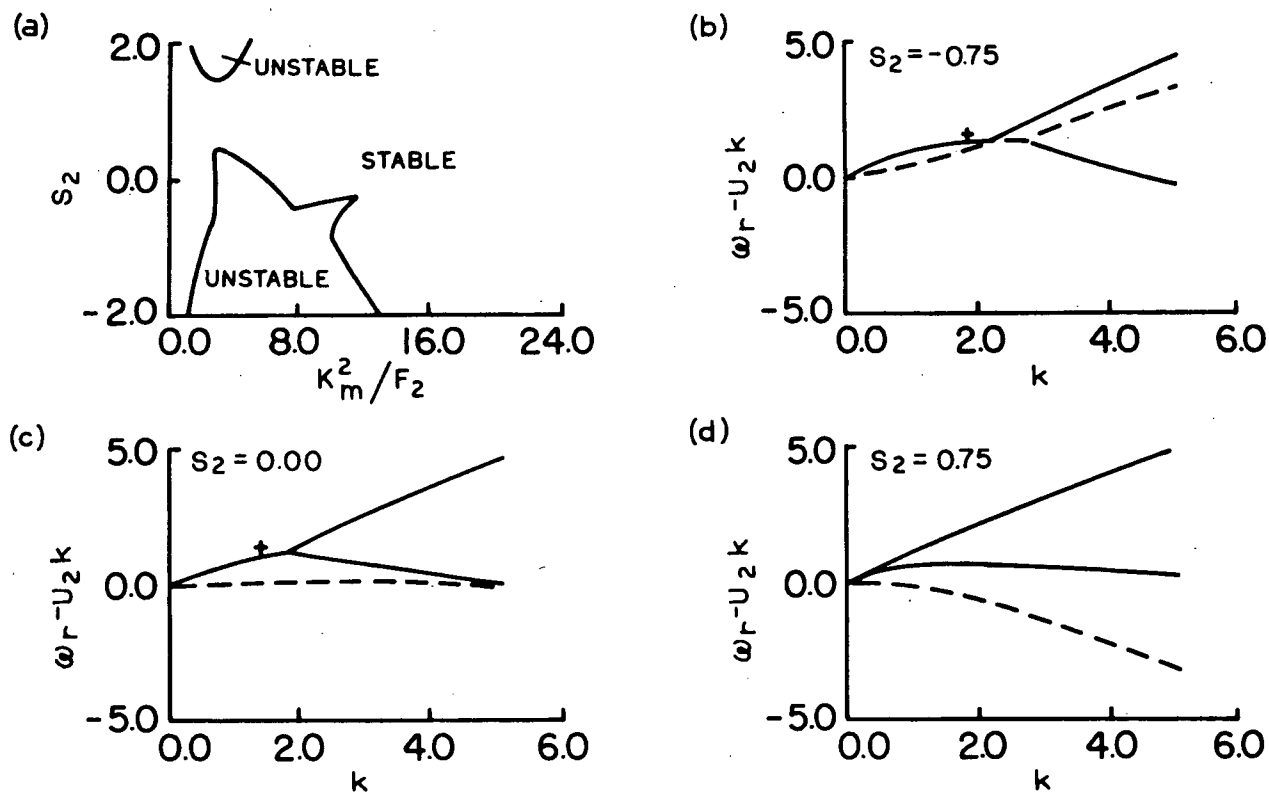 (a)
2.0
UNSTABLE
STABLE
S₂
0.0
UNSTABLE
-2.0
0.0 8.0 16.0 24.0
K²ₘ/F₂
(b)
5.0
S₂ = -0.75
ωᵣ-U₂k
0.0
-5.0
0.0 2.0 4.0 6.0
k
(c)
5.0
S₂ = 0.00
ωᵣ-U₂k
0.0
-5.0
0.0 2.0 4.0 6.0
k
(d)
5.0
S₂ = 0.75
ωᵣ-U₂k
0.0
-5.0
0.0 2.0 4.0 6.0
k